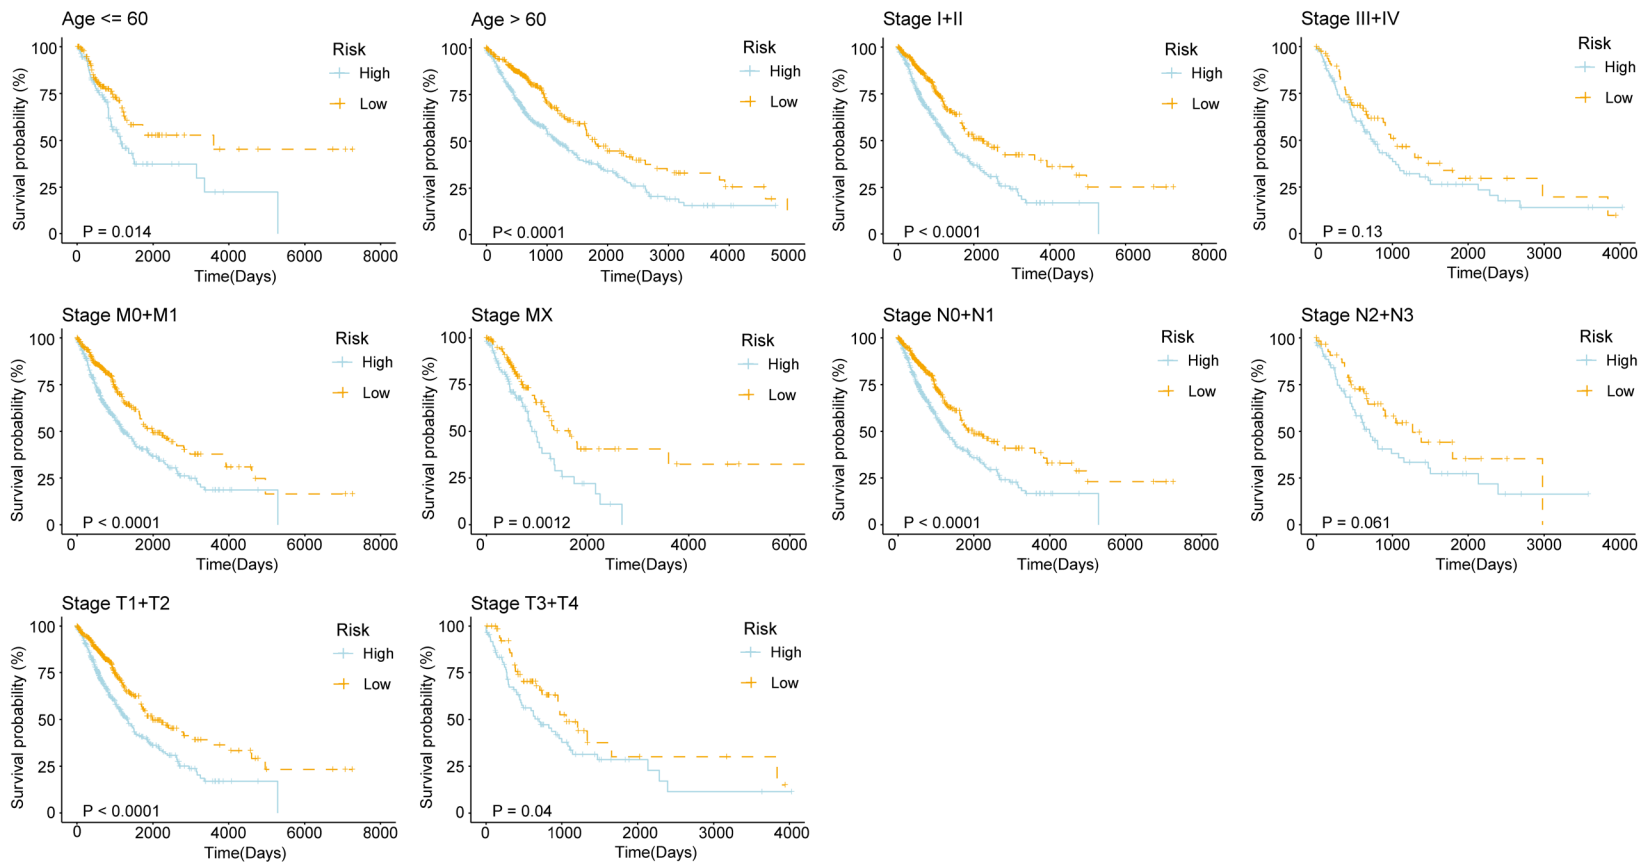 Age <= 60
Survival probability (%)
100
75
50
25
0
Risk
High
Low
P = 0.014
0 2000 4000 6000 8000
Time(Days)
Age > 60
Survival probability (%)
100
75
50
25
0
Risk
High
Low
P< 0.0001
0 1000 2000 3000 4000 5000
Time(Days)
Stage I+II
Survival probability (%)
100
75
50
25
0
Risk
High
Low
P < 0.0001
0 2000 4000 6000 8000
Time(Days)
Stage III+IV
Survival probability (%)
100
75
50
25
0
Risk
High
Low
P = 0.13
0 1000 2000 3000 4000
Time(Days)
Stage M0+M1
Survival probability (%)
100
75
50
25
0
Risk
High
Low
P < 0.0001
0 2000 4000 6000 8000
Time(Days)
Stage MX
Survival probability (%)
100
75
50
25
0
Risk
High
Low
P = 0.0012
0 2000 4000 6000
Time(Days)
Stage N0+N1
Survival probability (%)
100
75
50
25
0
Risk
High
Low
P < 0.0001
0 2000 4000 6000 8000
Time(Days)
Stage N2+N3
Survival probability (%)
100
75
50
25
0
Risk
High
Low
P = 0.061
0 1000 2000 3000 4000
Time(Days)
Stage T1+T2
Survival probability (%)
100
75
50
25
0
Risk
High
Low
P < 0.0001
0 2000 4000 6000 8000
Time(Days)
Stage T3+T4
Survival probability (%)
100
75
50
25
0
Risk
High
Low
P = 0.04
0 1000 2000 3000 4000
Time(Days)